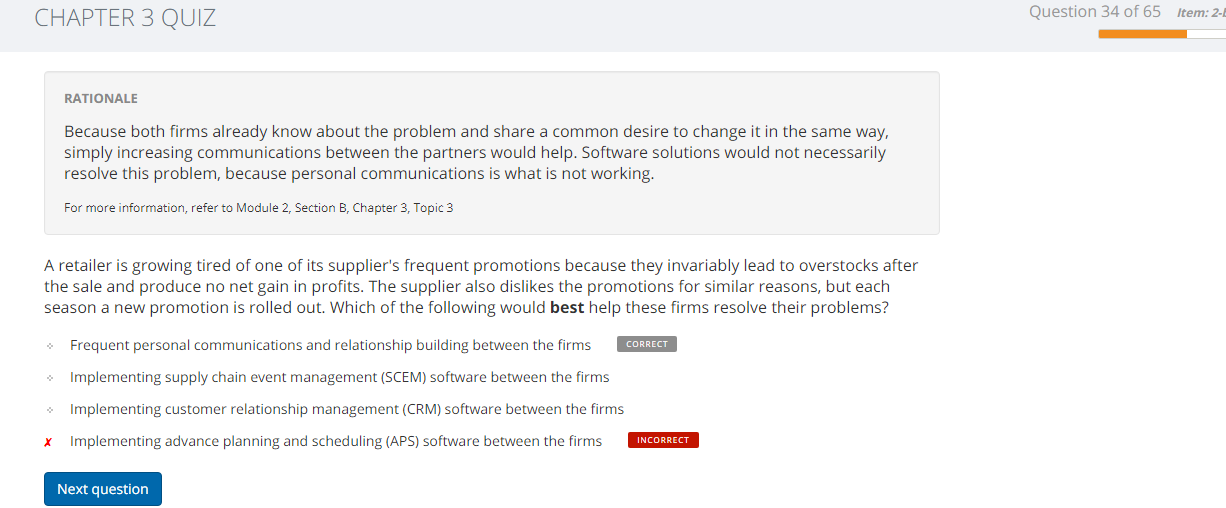 CHAPTER 3 QUIZ
Question 34 of 65 Item: 2-
RATIONALE
Because both firms already know about the problem and share a common desire to change it in the same way,
simply increasing communications between the partners would help. Software solutions would not necessarily
resolve this problem, because personal communications is what is not working.
For more information, refer to Module 2, Section B, Chapter 3, Topic 3
A retailer is growing tired of one of its supplier's frequent promotions because they invariably lead to overstocks after
the sale and produce no net gain in profits. The supplier also dislikes the promotions for similar reasons, but each
season a new promotion is rolled out. Which of the following would best help these firms resolve their problems?
Frequent personal communications and relationship building between the firms CORRECT
Implementing supply chain event management (SCEM) software between the firms
Implementing customer relationship management (CRM) software between the firms
✗ Implementing advance planning and scheduling (APS) software between the firms INCORRECT
Next question